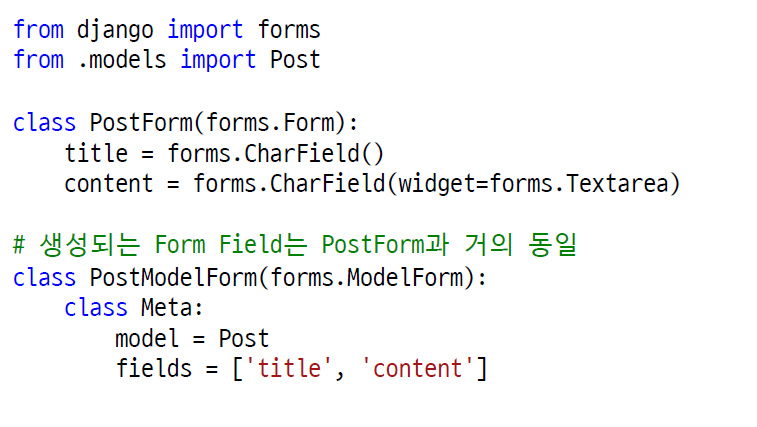 from django import forms
from .models import Post

class PostForm(forms.Form):
    title = forms.CharField()
    content = forms.CharField(widget=forms.Textarea)

# 생성되는 Form Field는 PostForm과 거의 동일
class PostModelForm(forms.ModelForm):
    class Meta:
        model = Post
        fields = ['title', 'content']